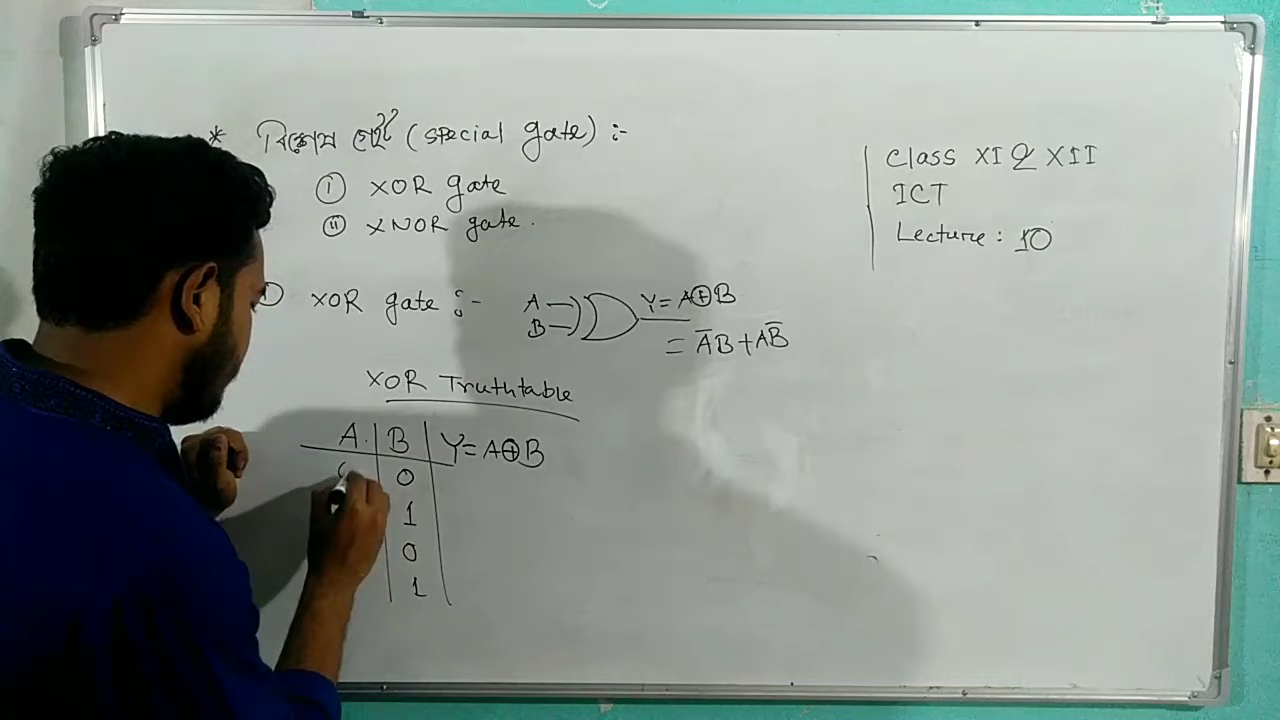 * বিশেষ গেইট (special gate) :-
i XOR gate
ii XNOR gate.
Class XI & XII
ICT
Lecture: 10
XOR gate :-
A
B
Y = A⊕B
= A̅B + AB̅
XOR Truthtable
A. B Y = A⊕B
0
1
0
1